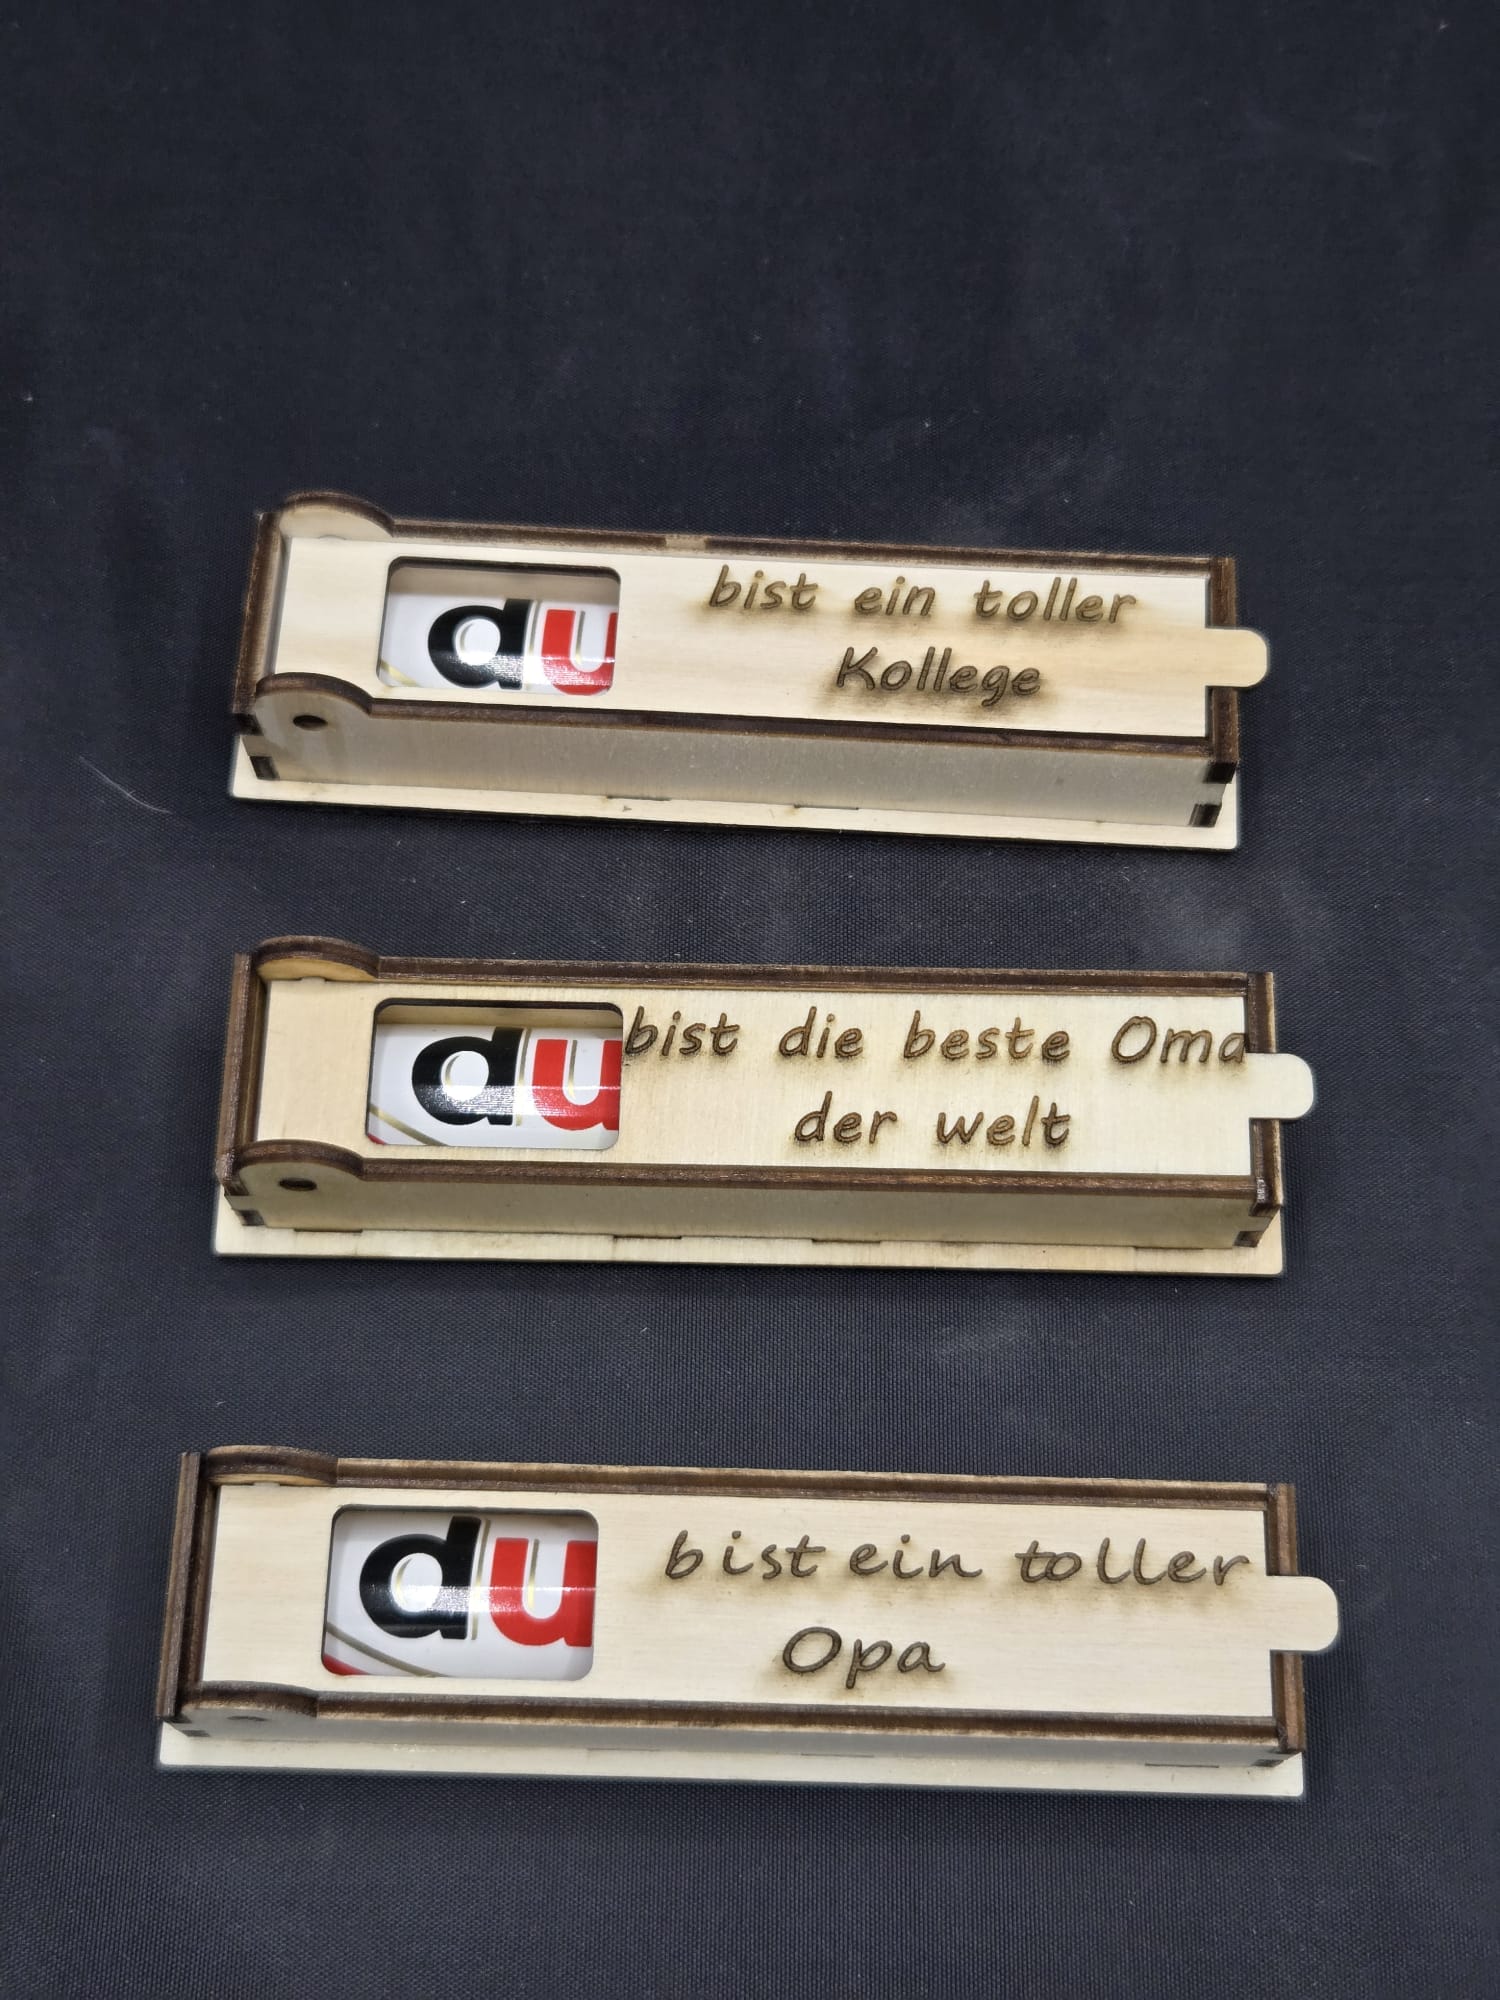 du
bist ein toller
Kollege
du
bist die beste Oma
der welt
du
bist ein toller
Opa